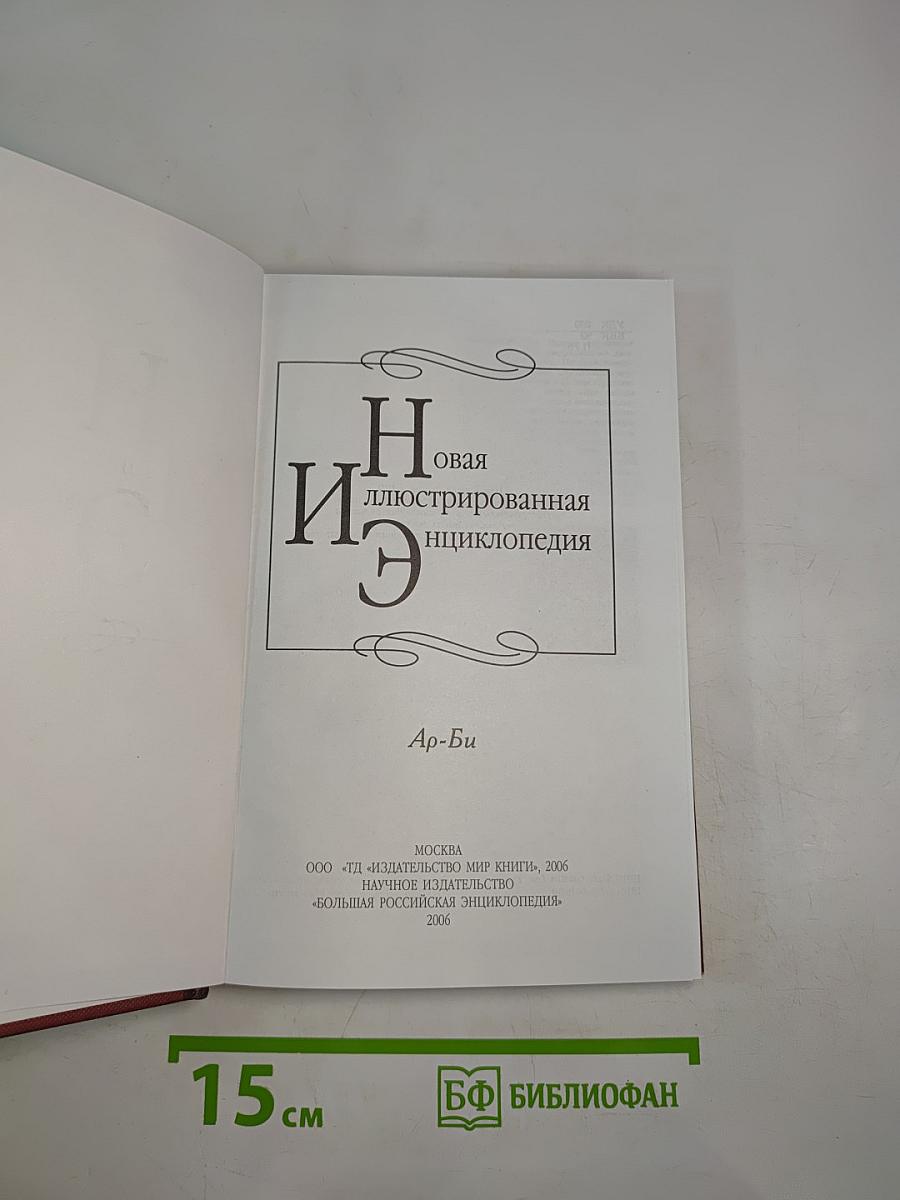 Новая
Иллюстрированная
Энциклопедия
Ар-Би
МОСКВА
ООО «ТД «ИЗДАТЕЛЬСТВО МИР КНИГИ», 2006
НАУЧНОЕ ИЗДАТЕЛЬСТВО
«БОЛЬШАЯ РОССИЙСКАЯ ЭНЦИКЛОПЕДИЯ»
2006
15 см
БФ БИБЛИОФАН